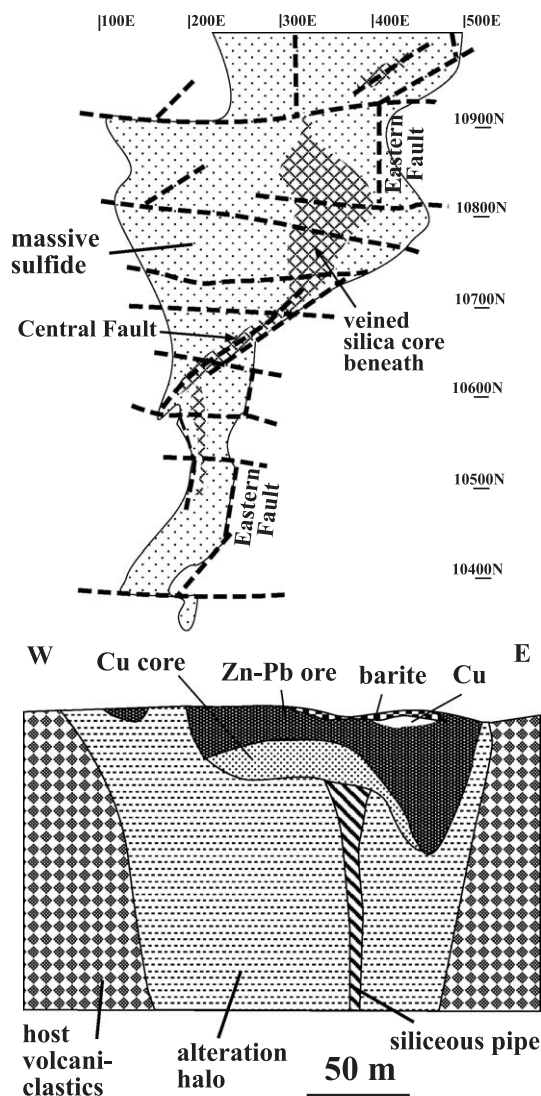 |100E |200E |300E |400E |500E
10900N
Eastern
Fault
10800N
massive
sulfide
10700N
Central Fault
veined
silica core
beneath
10600N
10500N
Eastern
Fault
10400N
W E
Cu core
Zn-Pb ore
barite
Cu
host
volcani-
clastics
alteration
halo
siliceous pipe
50 m